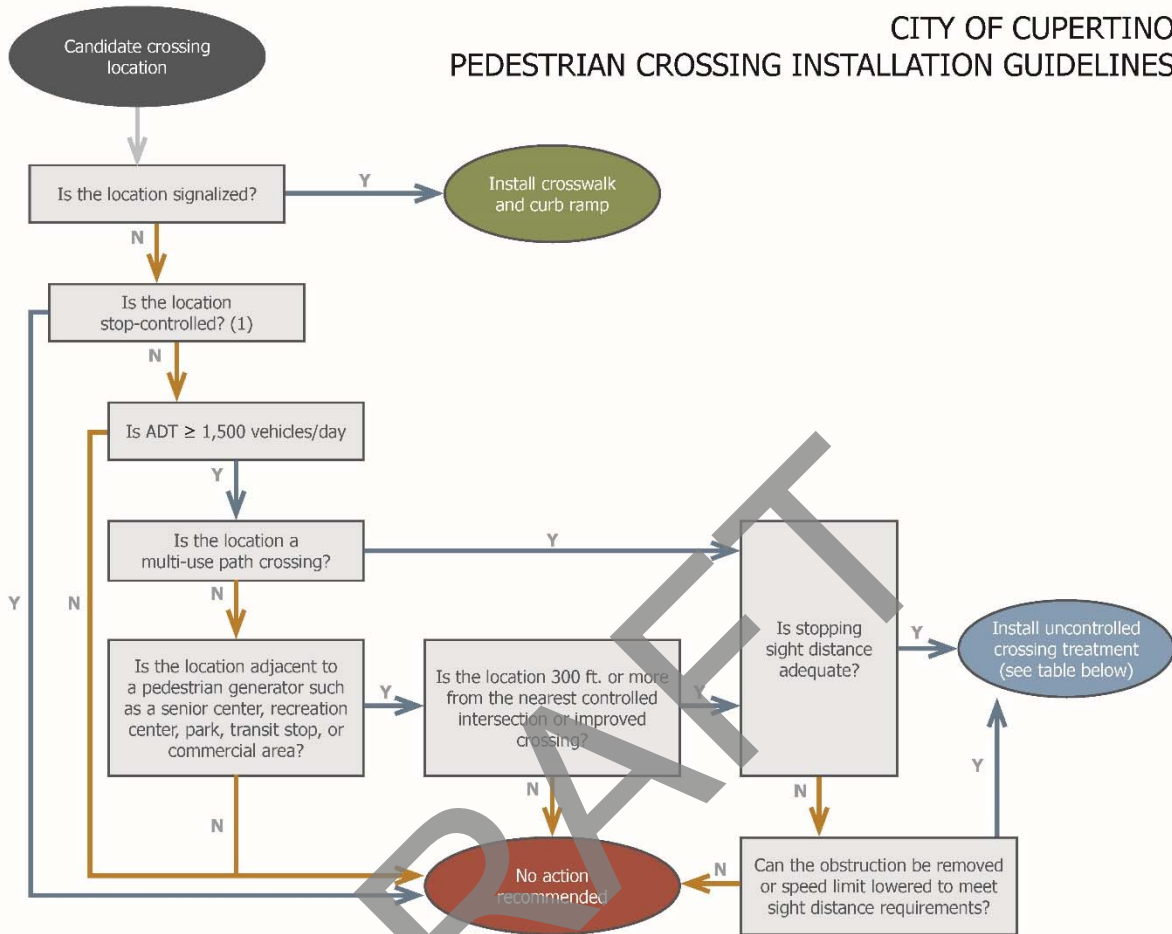 CITY OF CUPERTINO
PEDESTRIAN CROSSING INSTALLATION GUIDELINES
Candidate crossing
location
Is the location signalized?
Y
Install crosswalk
and curb ramp
N
Is the location
stop-controlled? (1)
N
Is ADT ≥ 1,500 vehicles/day
Y
Is the location a
multi-use path crossing?
Y
N
Y
N
Is the location adjacent to
a pedestrian generator such
as a senior center, recreation
center, park, transit stop, or
commercial area?
Y
Is the location 300 ft. or more
from the nearest controlled
intersection or improved
crossing?
Y
Is stopping
sight distance
adequate?
Y
Install uncontrolled
crossing treatment
(see table below)
N
N
N
Y
No action
recommended
N
Can the obstruction be removed
or speed limit lowered to meet
sight distance requirements?
DRAFT